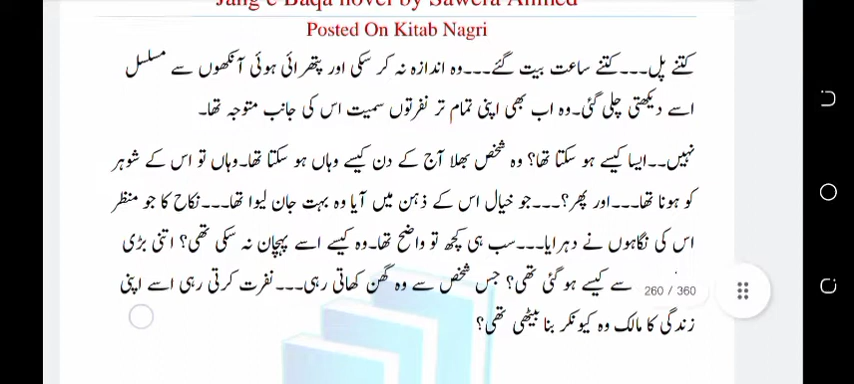 Jang e Baqa novel by Sawera Ahmed
Posted On Kitab Nagri
کتنے پل۔۔۔کتنے ساعت بیت گئے۔۔۔وہ اندازہ نہ کر سکی اور پتھرائی ہوئی آنکھوں سے مسلسل
اسے دیکھتی چلی گئی۔وہ اب بھی اپنی تمام تر نفرتوں سمیت اس کی جانب متوجہ تھا۔
نہیں۔۔ایسا کیسے ہو سکتا تھا؟ وہ شخص بھلا آج کے دن کیسے وہاں ہو سکتا تھا۔وہاں تو اس کے شوہر
کو ہونا تھا۔۔۔اور پھر؟۔۔۔جو خیال اس کے ذہن میں آیا وہ بہت جان لیوا تھا۔۔۔نکاح کا جو منظر
اس کی نگاہوں نے دہرایا۔۔۔سب ہی کچھ تو واضح تھا۔وہ کیسے اسے پہچان نہ سکی تھی؟ اتنی بڑی
سے کیسے ہو گئی تھی؟ جس شخص سے وہ گھن کھاتی رہی۔۔۔نفرت کرتی رہی اسے اپنی
260 / 360
زندگی کا مالک وہ کیونکر بنا بیٹھی تھی؟